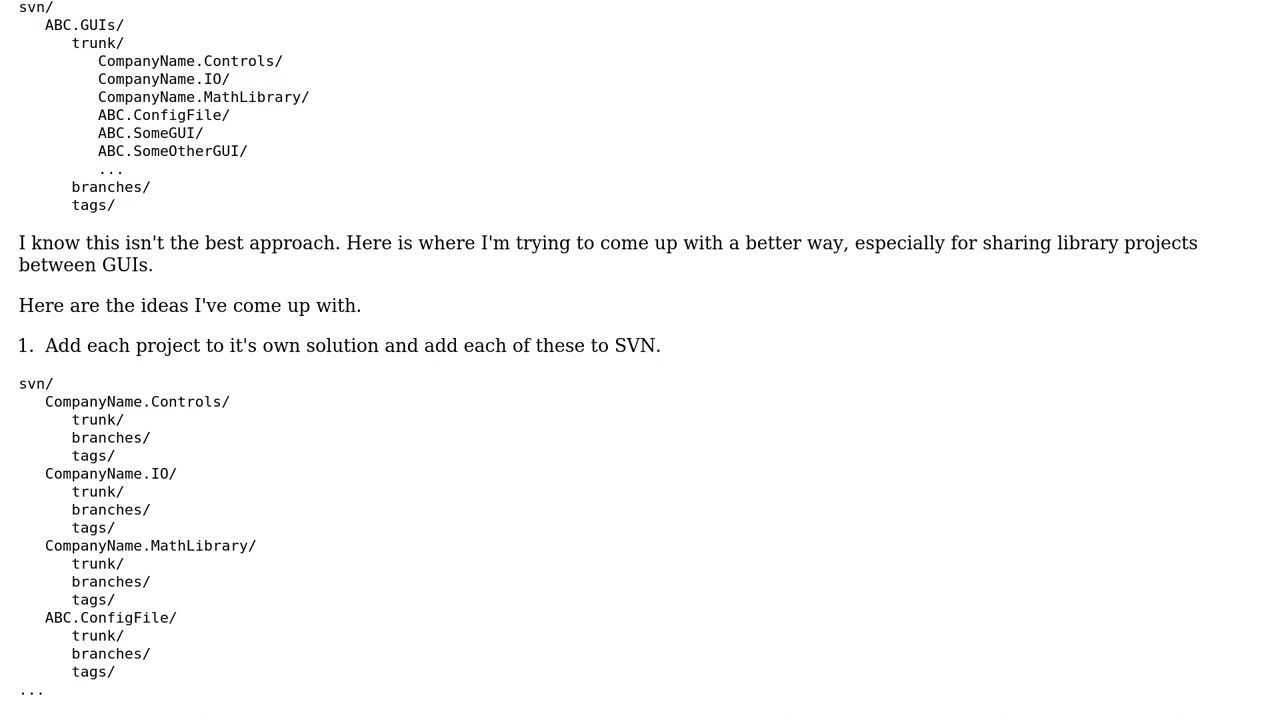 svn/
   ABC.GUIs/
      trunk/
         CompanyName.Controls/
         CompanyName.IO/
         CompanyName.MathLibrary/
         ABC.ConfigFile/
         ABC.SomeGUI/
         ABC.SomeOtherGUI/
         ...
      branches/
      tags/
I know this isn't the best approach. Here is where I'm trying to come up with a better way, especially for sharing library projects
between GUIs.
Here are the ideas I've come up with.
1. Add each project to it's own solution and add each of these to SVN.
svn/
   CompanyName.Controls/
      trunk/
      branches/
      tags/
   CompanyName.IO/
      trunk/
      branches/
      tags/
   CompanyName.MathLibrary/
      trunk/
      branches/
      tags/
   ABC.ConfigFile/
      trunk/
      branches/
      tags/
...